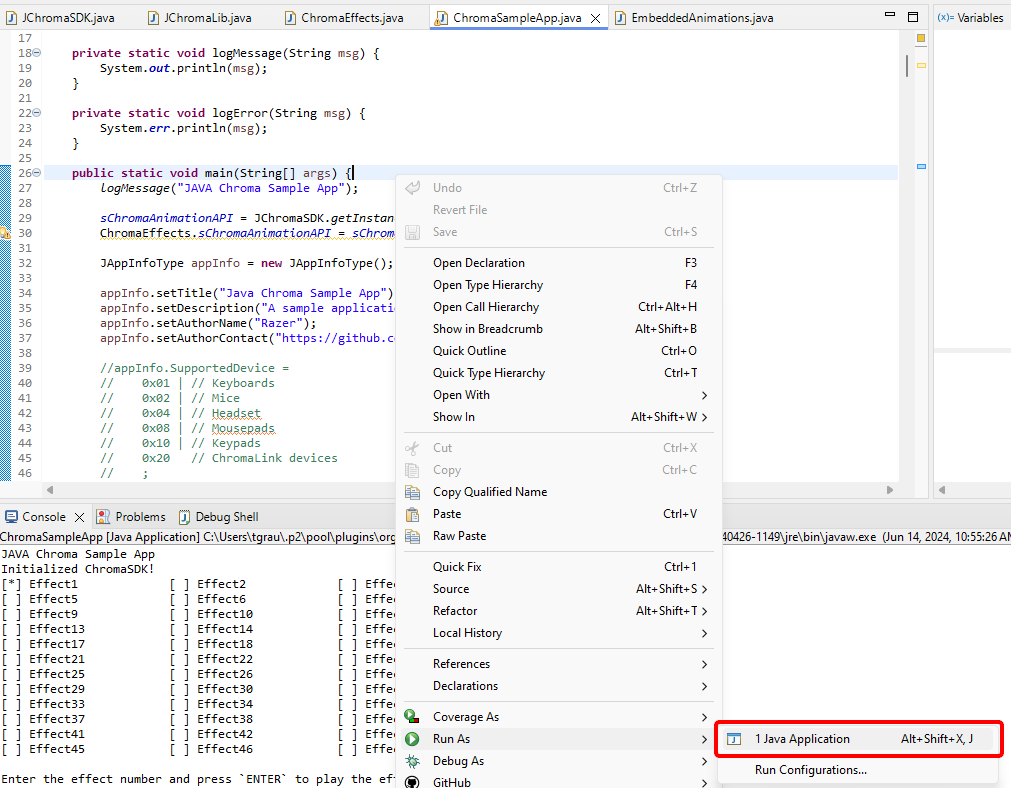 JChromaSDK.java JChromaLib.java ChromaEffects.java ChromaSampleApp.java EmbeddedAnimations.java (x)= Variables
17
18 private static void logMessage(String msg) {
19 System.out.println(msg);
20 }
21
22 private static void logError(String msg) {
23 System.err.println(msg);
24 }
25
26 public static void main(String[] args) {
27 logMessage("JAVA Chroma Sample App");
28
29 sChromaAnimationAPI = JChromaSDK.getInstan
30 ChromaEffects.sChromaAnimationAPI = sChrom
31
32 JAppInfoType appInfo = new JAppInfoType();
33
34 appInfo.setTitle("Java Chroma Sample App")
35 appInfo.setDescription("A sample applicati
36 appInfo.setAuthorName("Razer");
37 appInfo.setAuthorContact("https://github.c
38
39 //appInfo.SupportedDevice =
40 // 0x01 | // Keyboards
41 // 0x02 | // Mice
42 // 0x04 | // Headset
43 // 0x08 | // Mousepads
44 // 0x10 | // Keypads
45 // 0x20 // ChromaLink devices
46 // ;
Undo Ctrl+Z
Revert File
Save Ctrl+S
Open Declaration F3
Open Type Hierarchy F4
Open Call Hierarchy Ctrl+Alt+H
Show in Breadcrumb Alt+Shift+B
Quick Outline Ctrl+O
Quick Type Hierarchy Ctrl+T
Open With
Show In Alt+Shift+W
Cut Ctrl+X
Copy Ctrl+C
Copy Qualified Name
Paste Ctrl+V
Raw Paste
Quick Fix Ctrl+1
Source Alt+Shift+S
Refactor Alt+Shift+T
Local History
References
Declarations
Coverage As
Run As
Debug As
GitHub
1 Java Application Alt+Shift+X, J
Run Configurations...
Console Problems Debug Shell
ChromaSampleApp [Java Application] C:\Users\tgrau\.p2\pool\plugins\org 40426-1149\jre\bin\javaw.exe (Jun 14, 2024, 10:55:26 AM
JAVA Chroma Sample App
Initialized ChromaSDK!
[*] Effect1 [ ] Effect2 [ ] Effe
[ ] Effect5 [ ] Effect6 [ ] Effe
[ ] Effect9 [ ] Effect10 [ ] Effe
[ ] Effect13 [ ] Effect14 [ ] Effe
[ ] Effect17 [ ] Effect18 [ ] Effe
[ ] Effect21 [ ] Effect22 [ ] Effe
[ ] Effect25 [ ] Effect26 [ ] Effe
[ ] Effect29 [ ] Effect30 [ ] Effe
[ ] Effect33 [ ] Effect34 [ ] Effe
[ ] Effect37 [ ] Effect38 [ ] Effe
[ ] Effect41 [ ] Effect42 [ ] Effe
[ ] Effect45 [ ] Effect46 [ ] Effe
Enter the effect number and press `ENTER` to play the ef